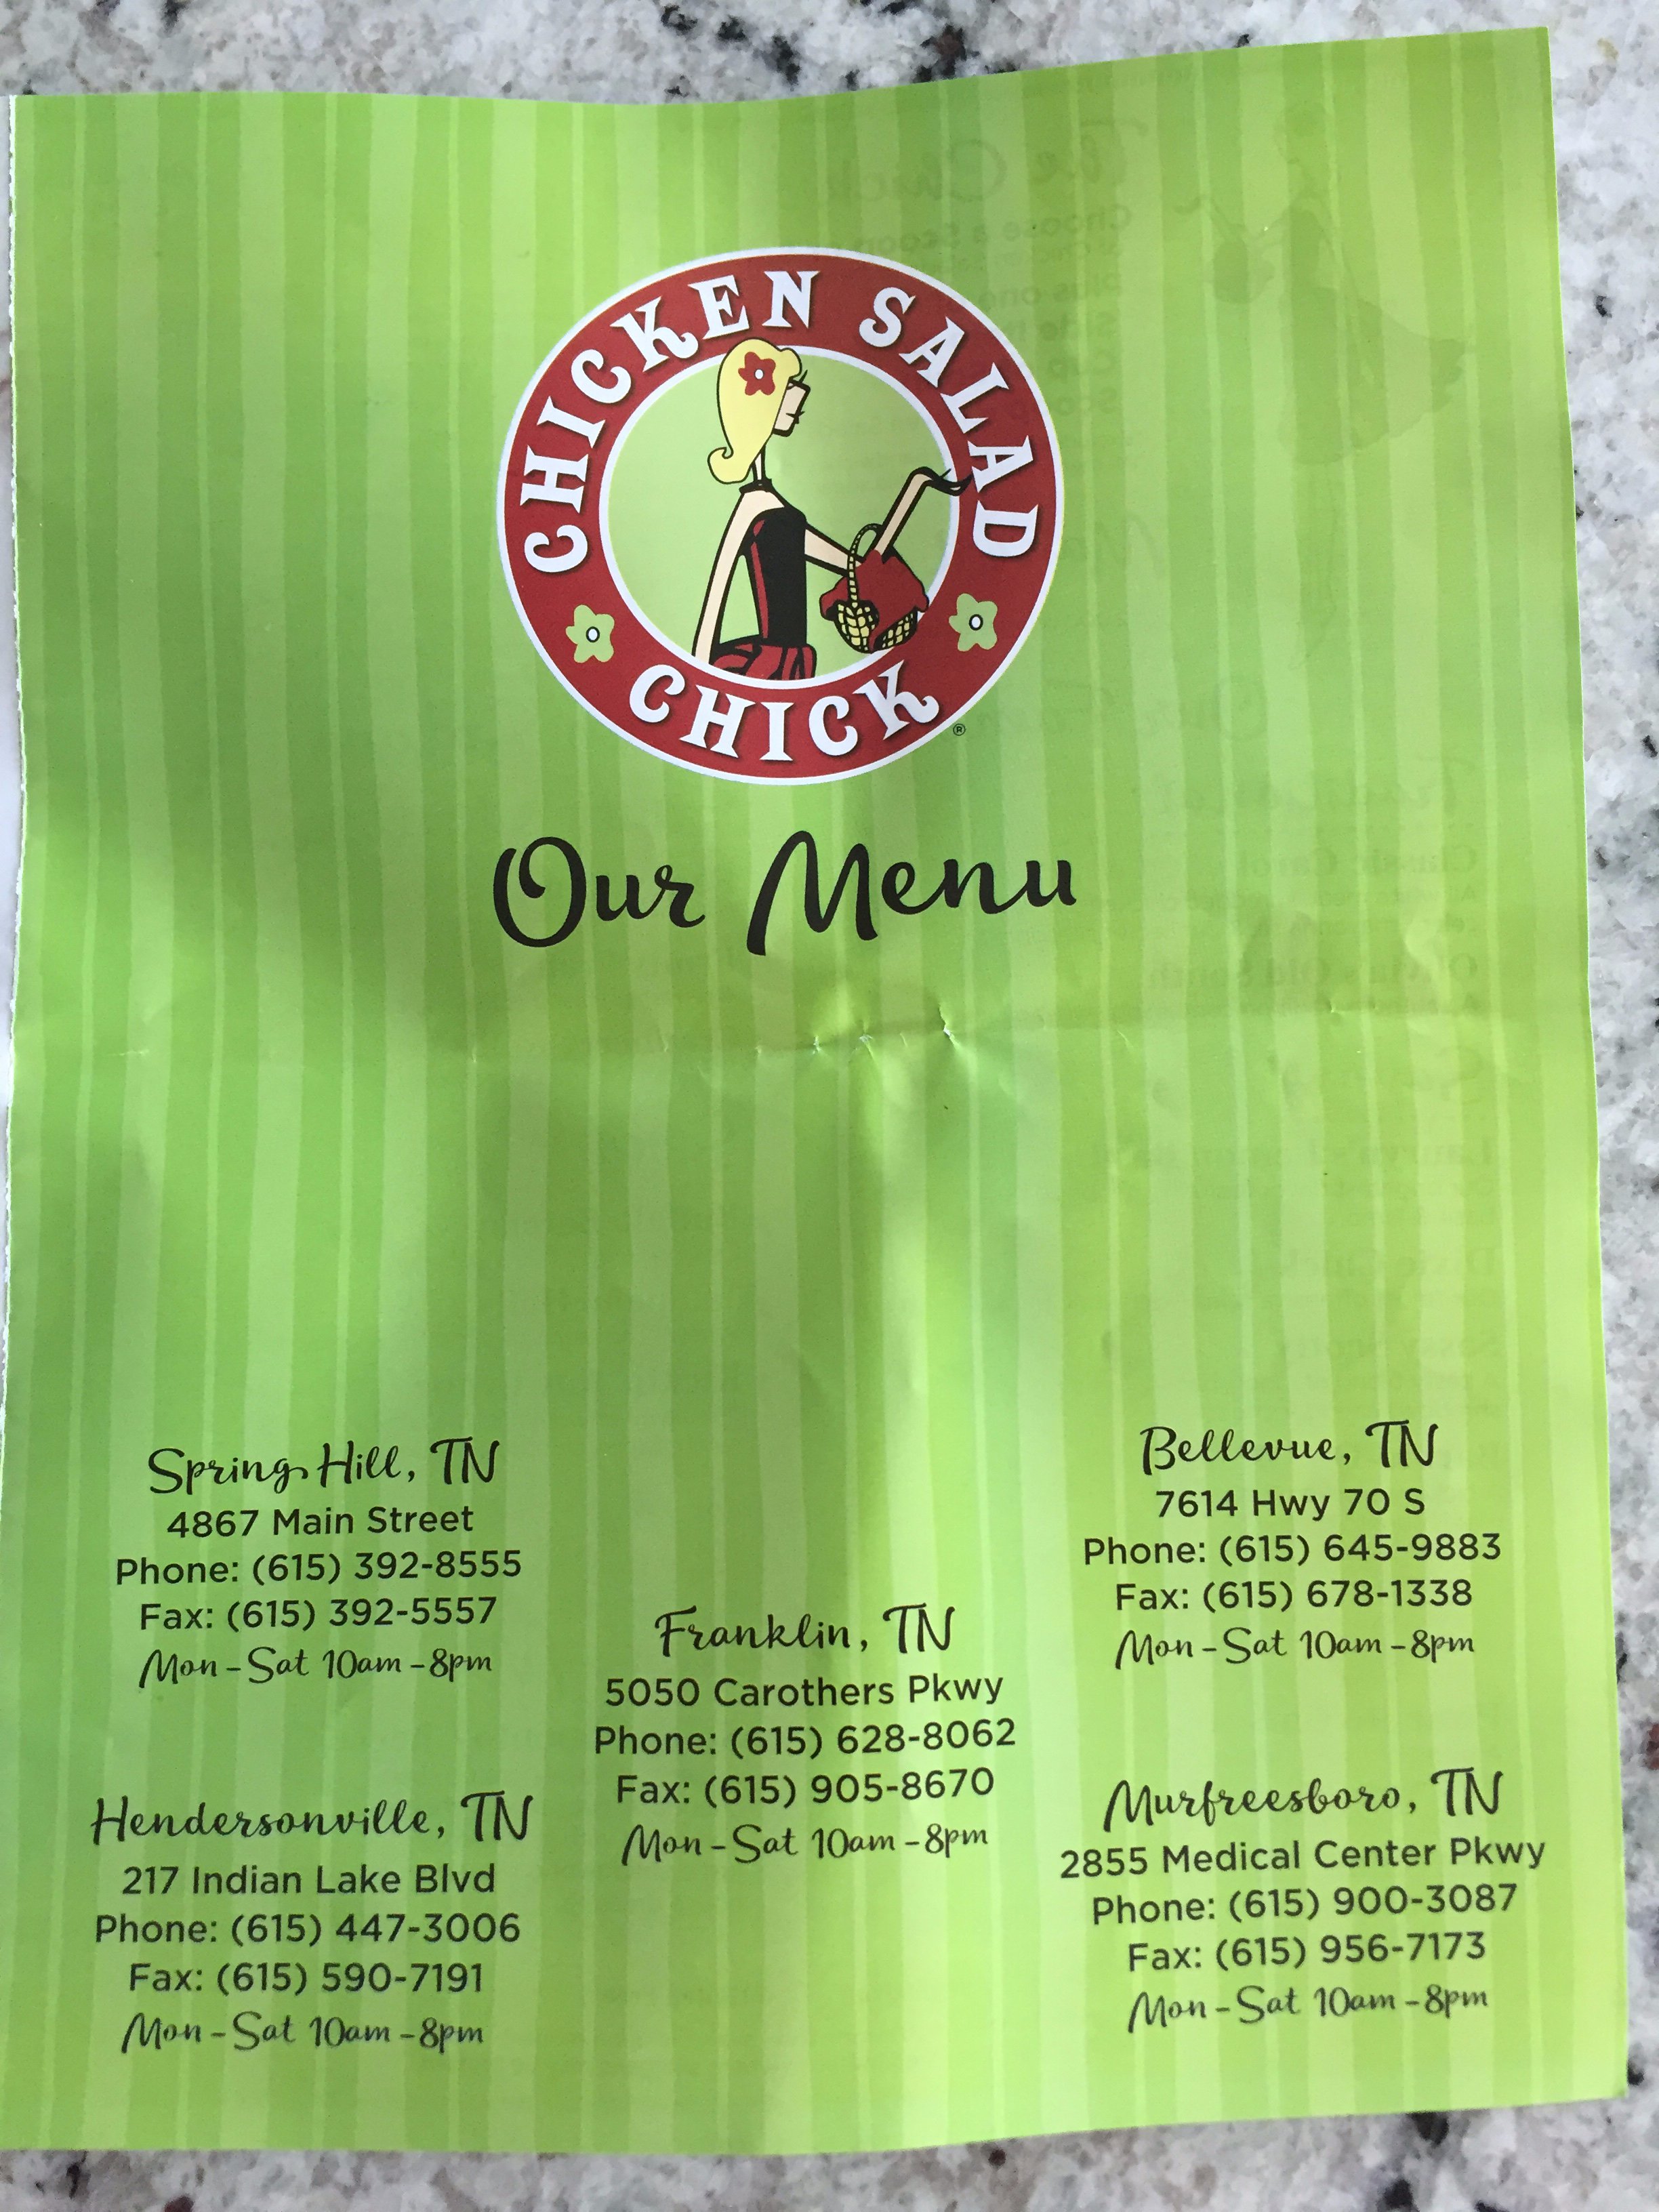 CHICKEN SALAD
CHICK
®
Our Menu
Spring Hill, TN
4867 Main Street
Phone: (615) 392-8555
Fax: (615) 392-5557
Mon-Sat 10am-8pm
Hendersonville, TN
217 Indian Lake Blvd
Phone: (615) 447-3006
Fax: (615) 590-7191
Mon-Sat 10am-8pm
Franklin, TN
5050 Carothers Pkwy
Phone: (615) 628-8062
Fax: (615) 905-8670
Mon-Sat 10am-8pm
Bellevue, TN
7614 Hwy 70 S
Phone: (615) 645-9883
Fax: (615) 678-1338
Mon-Sat 10am-8pm
Murfreesboro, TN
2855 Medical Center Pkwy
Phone: (615) 900-3087
Fax: (615) 956-7173
Mon-Sat 10am-8pm